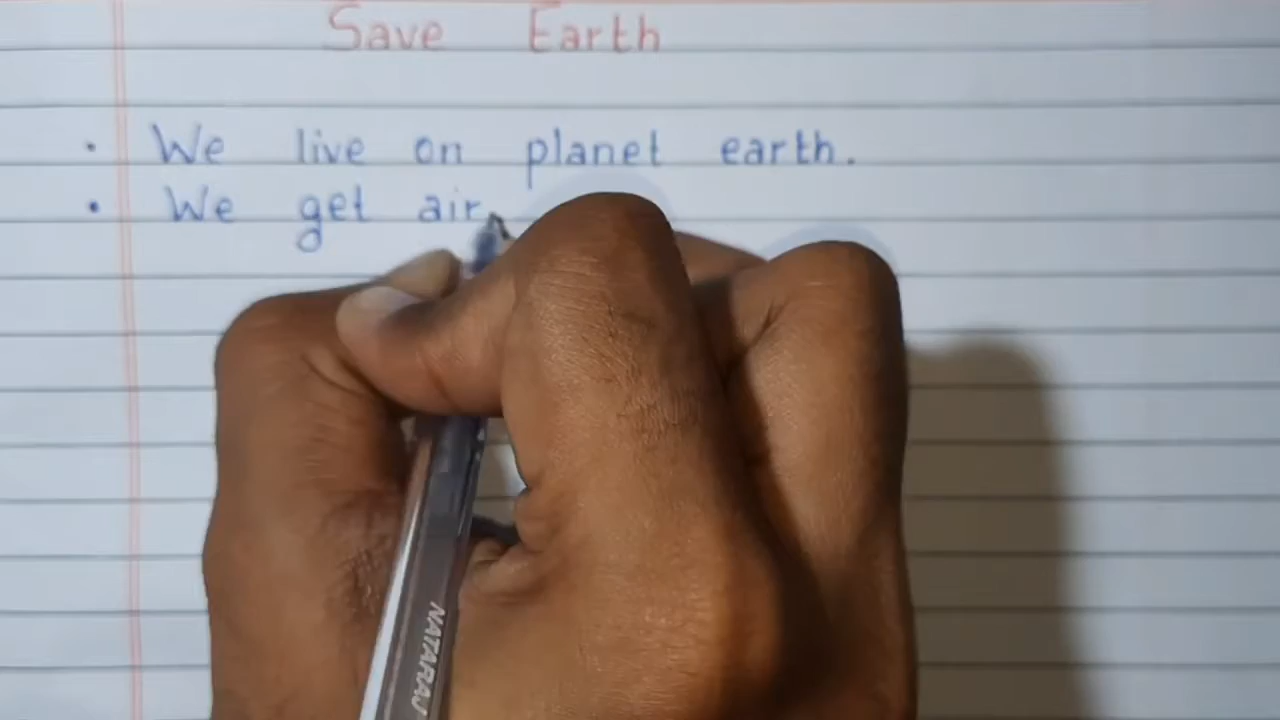 Save Earth
• We live on planet earth.
• We get air,
NATARAJ